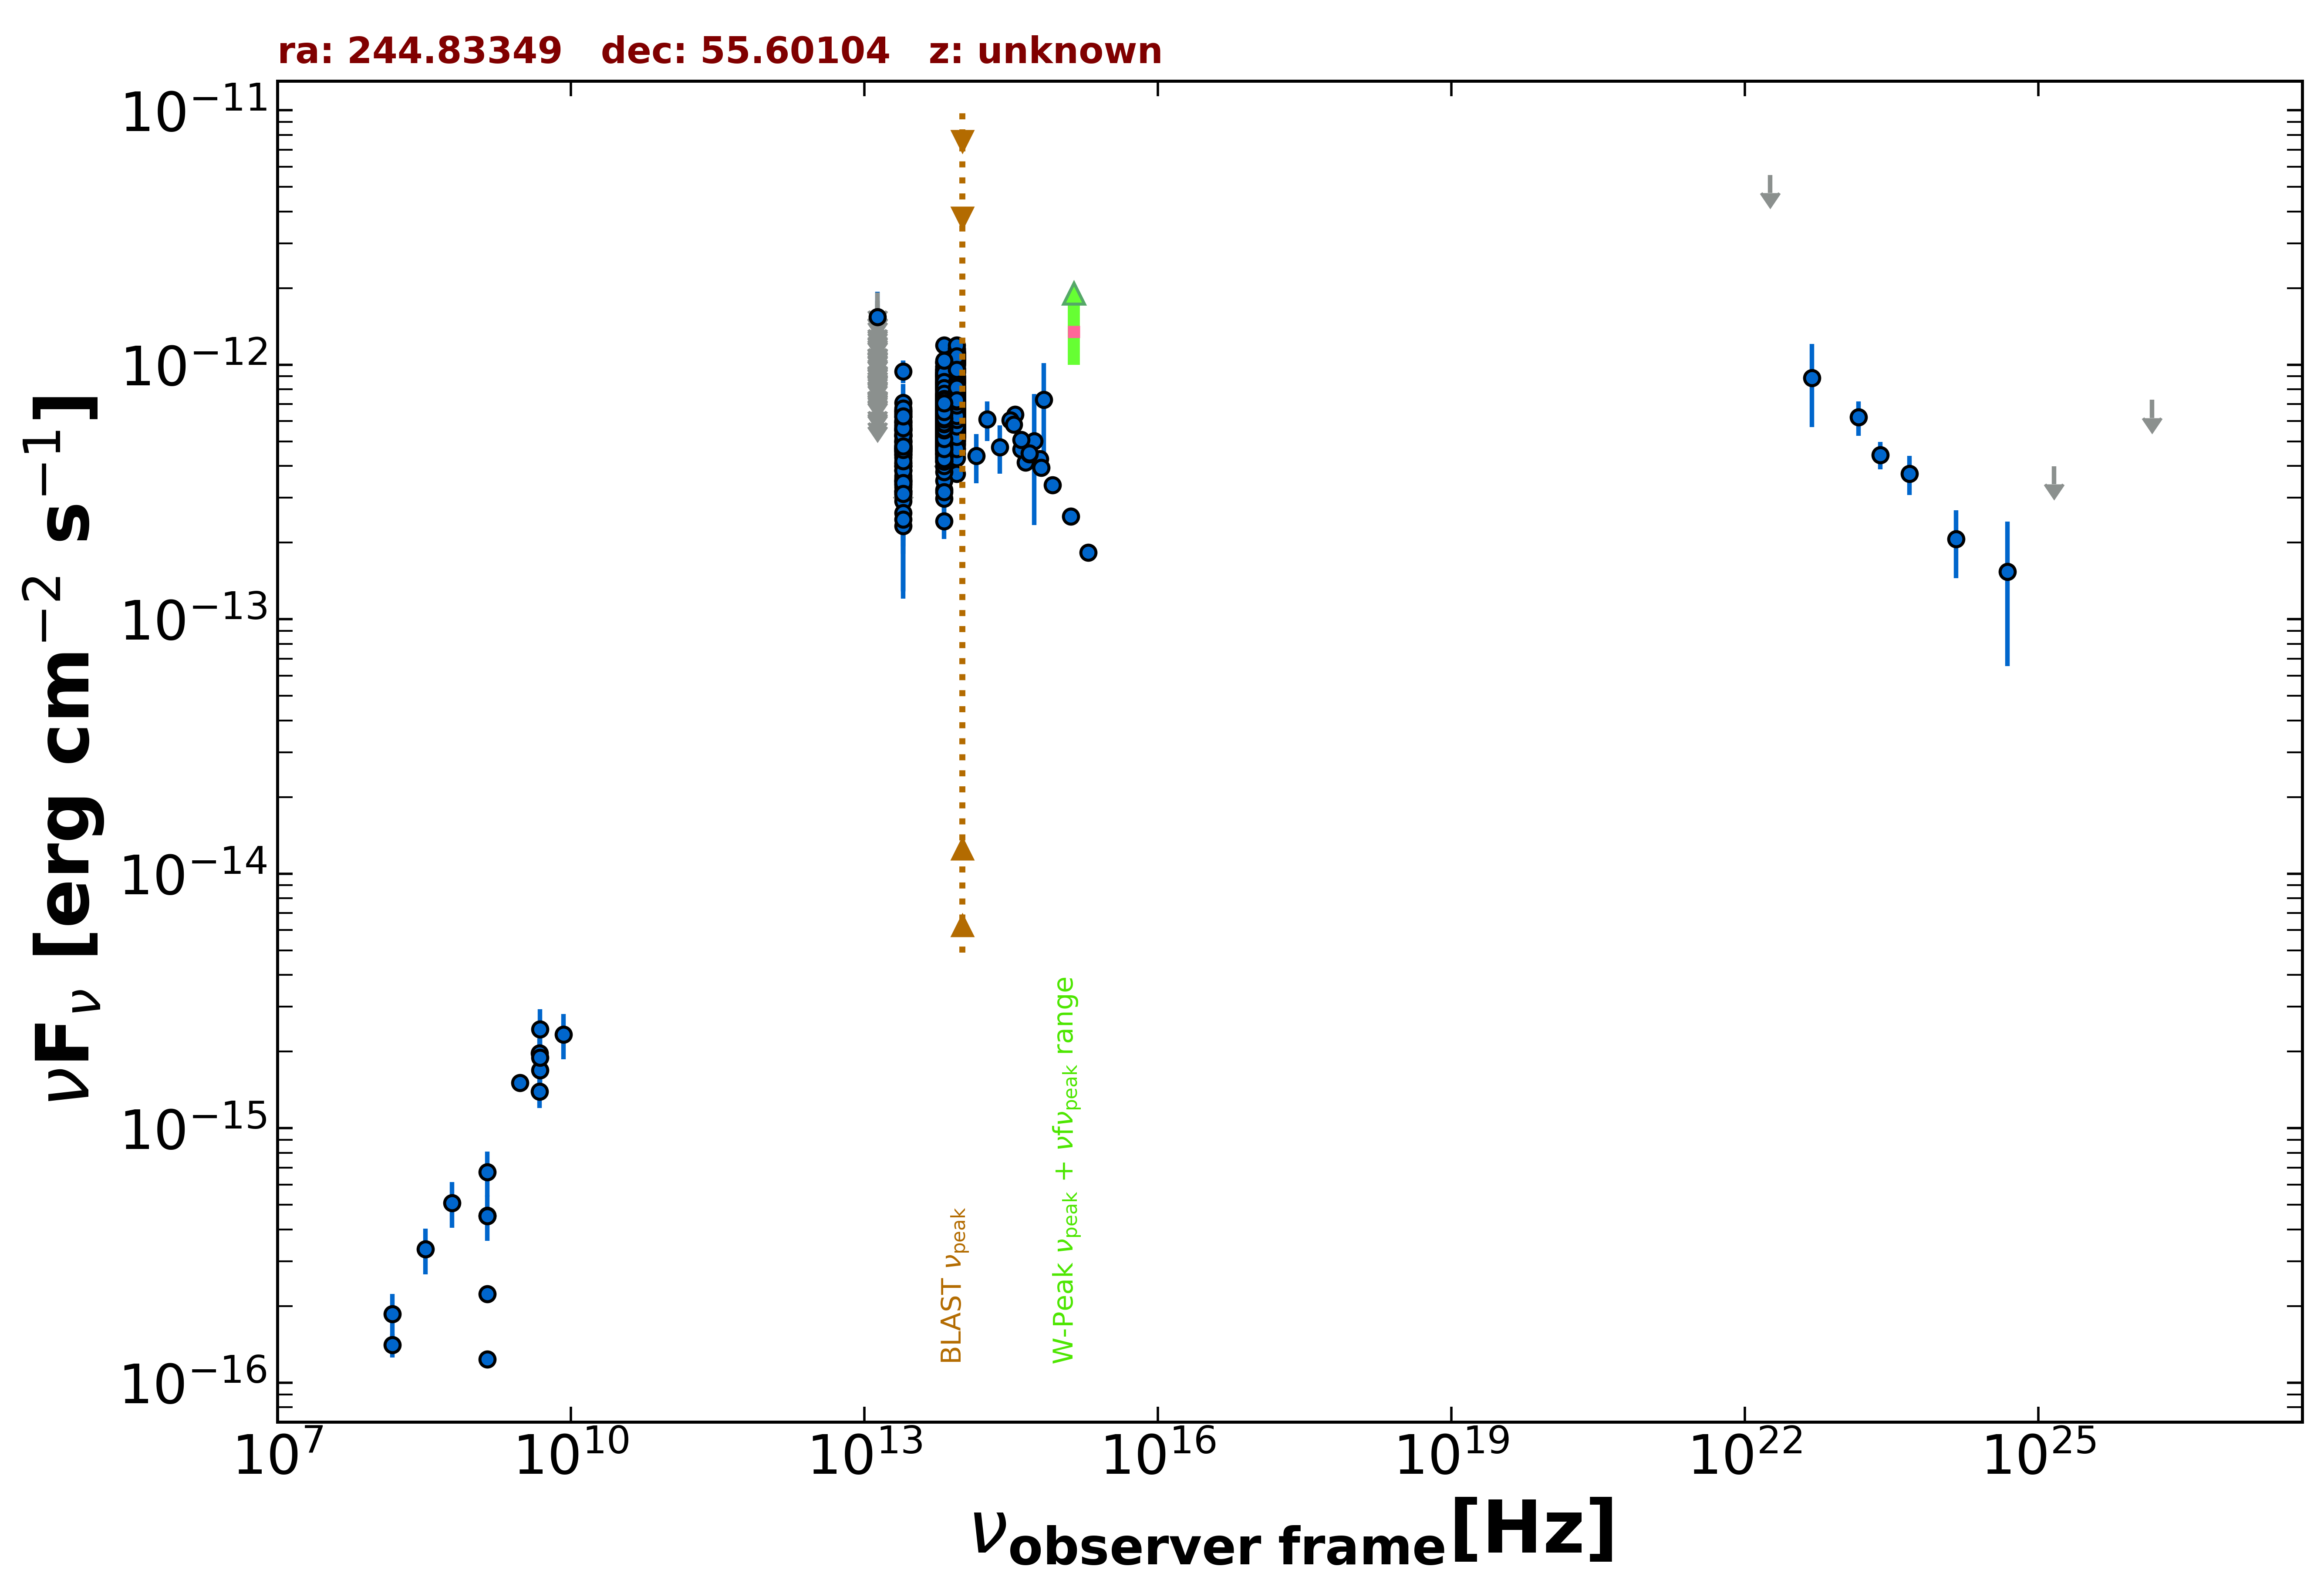 ra: 244.83349   dec: 55.60104   z: unknown
10⁻¹¹
10⁻¹²
10⁻¹³
10⁻¹⁴
10⁻¹⁵
10⁻¹⁶
νFν [erg cm⁻² s⁻¹]
BLAST νpeak
W-Peak νpeak + νfνpeak range
10⁷ 10¹⁰ 10¹³ 10¹⁶ 10¹⁹ 10²² 10²⁵
νobserver frame[Hz]